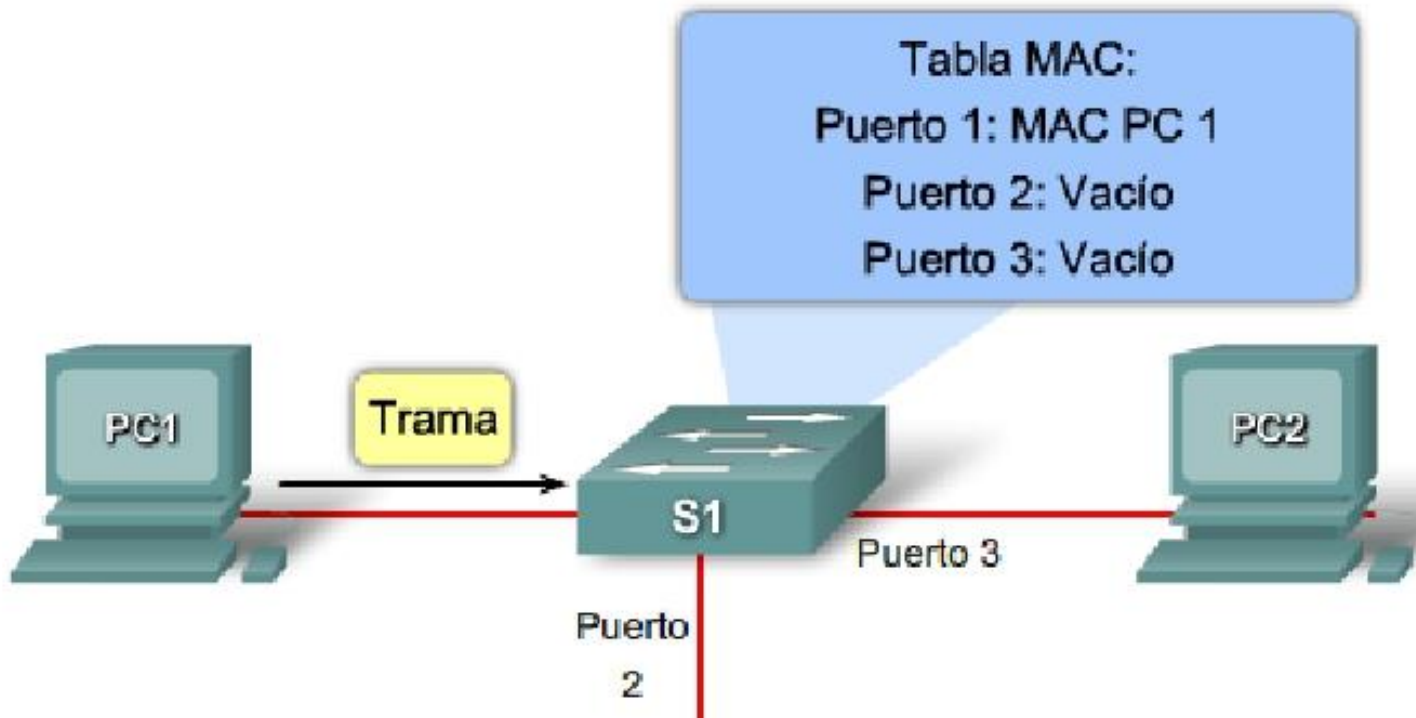 Tabla MAC:
Puerto 1: MAC PC 1
Puerto 2: Vacío
Puerto 3: Vacío
PC1
Trama
S1
PC2
Puerto 3
Puerto
2